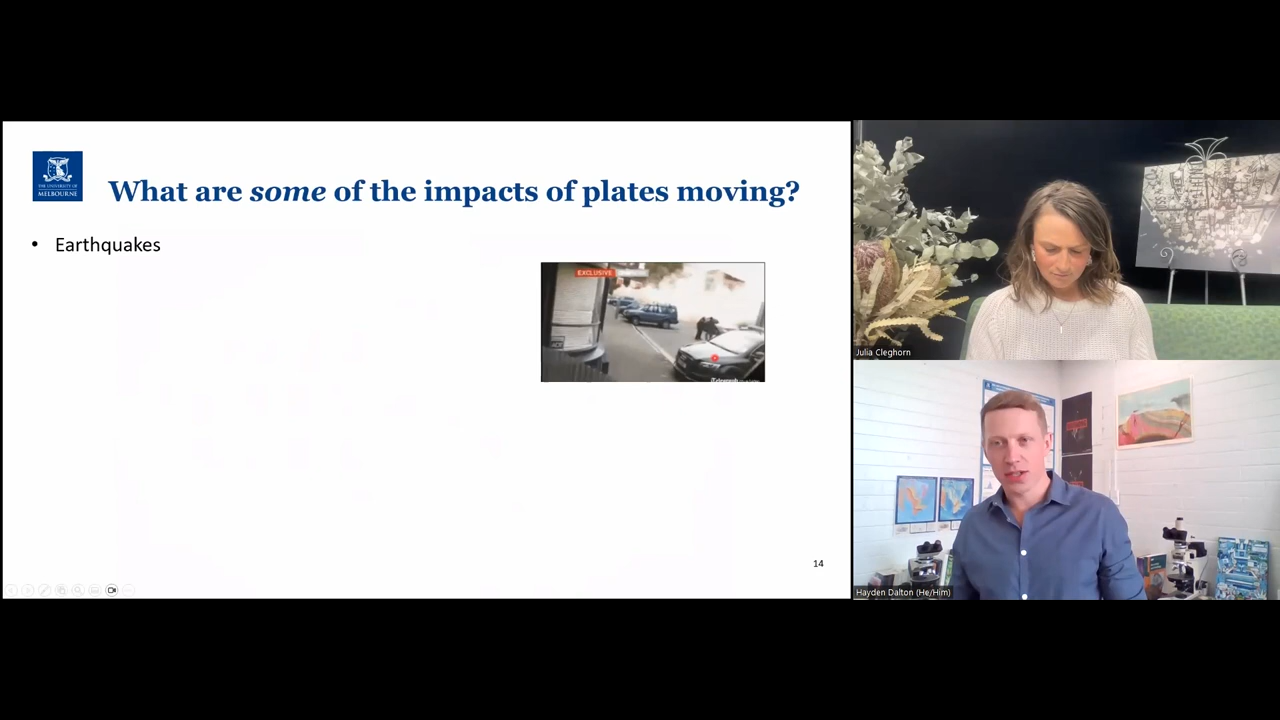 THE UNIVERSITY OF
MELBOURNE
What are some of the impacts of plates moving?
• Earthquakes
EXCLUSIVE
14
Julia Cleghorn
Hayden Dalton (He/Him)